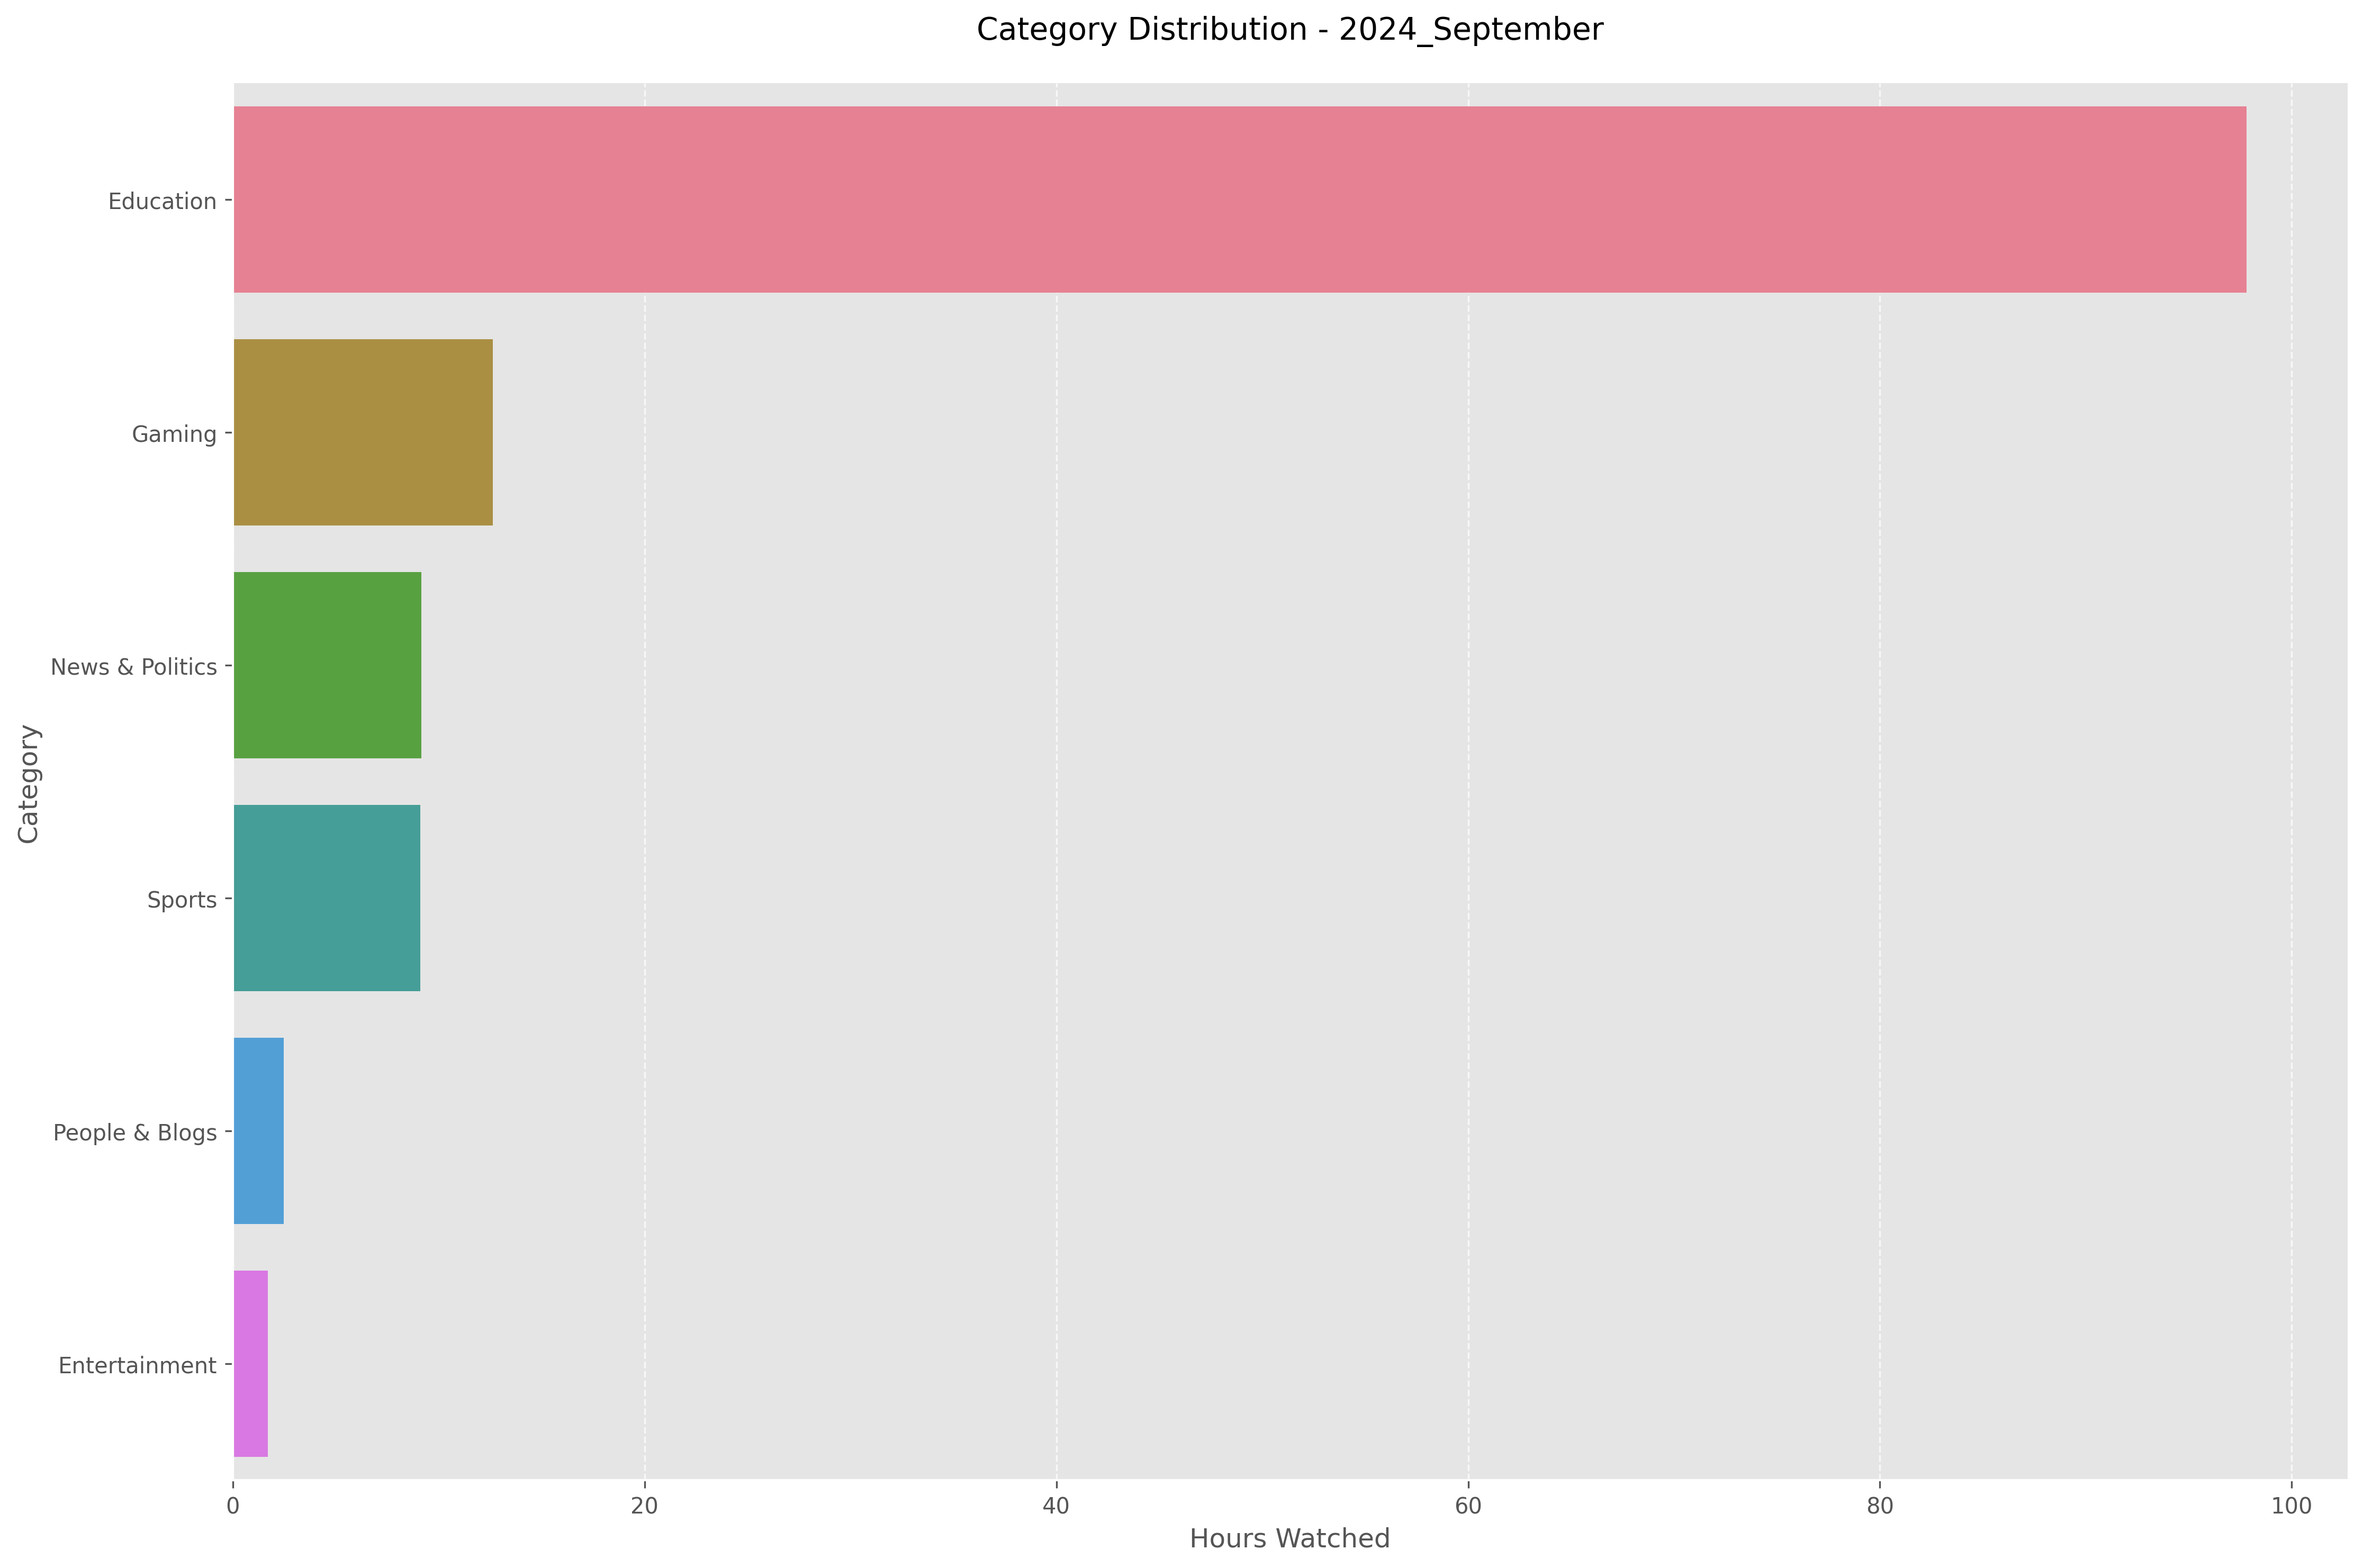 Category Distribution - 2024_September
Category
Education
Gaming
News & Politics
Sports
People & Blogs
Entertainment
0 20 40 60 80 100
Hours Watched